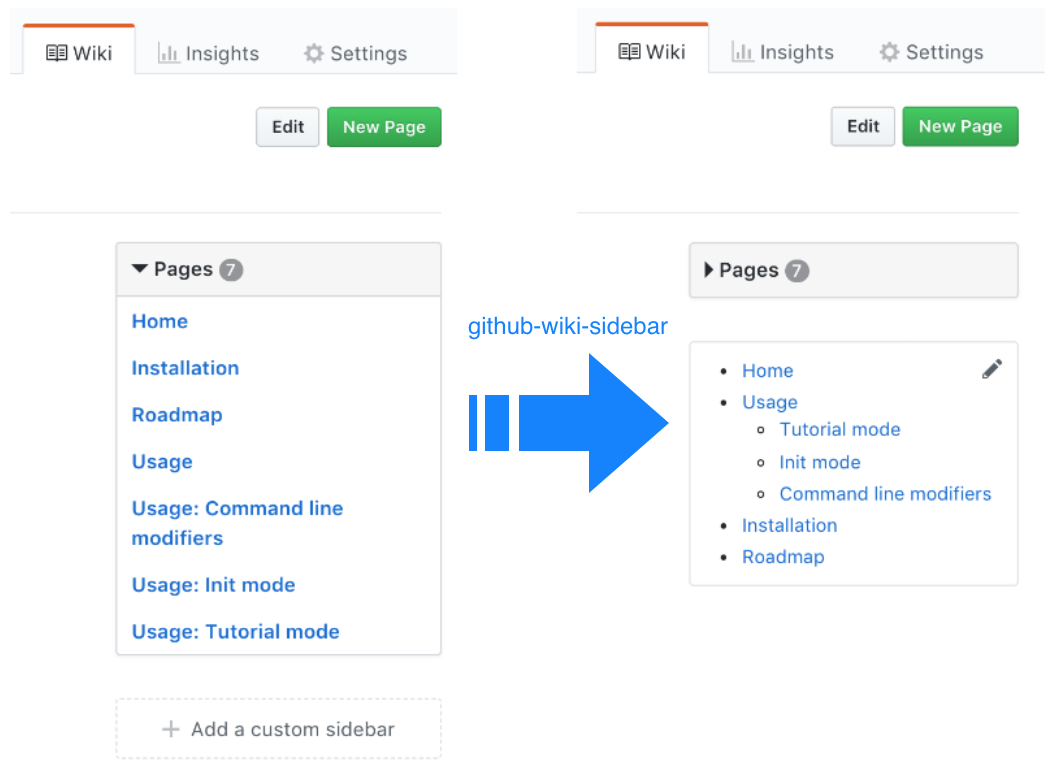 Wiki Insights Settings
Edit New Page
Pages 7
Home
Installation
Roadmap
Usage
Usage: Command line
modifiers
Usage: Init mode
Usage: Tutorial mode
Add a custom sidebar
github-wiki-sidebar
Wiki Insights Settings
Edit New Page
Pages 7
Home
Usage
Tutorial mode
Init mode
Command line modifiers
Installation
Roadmap